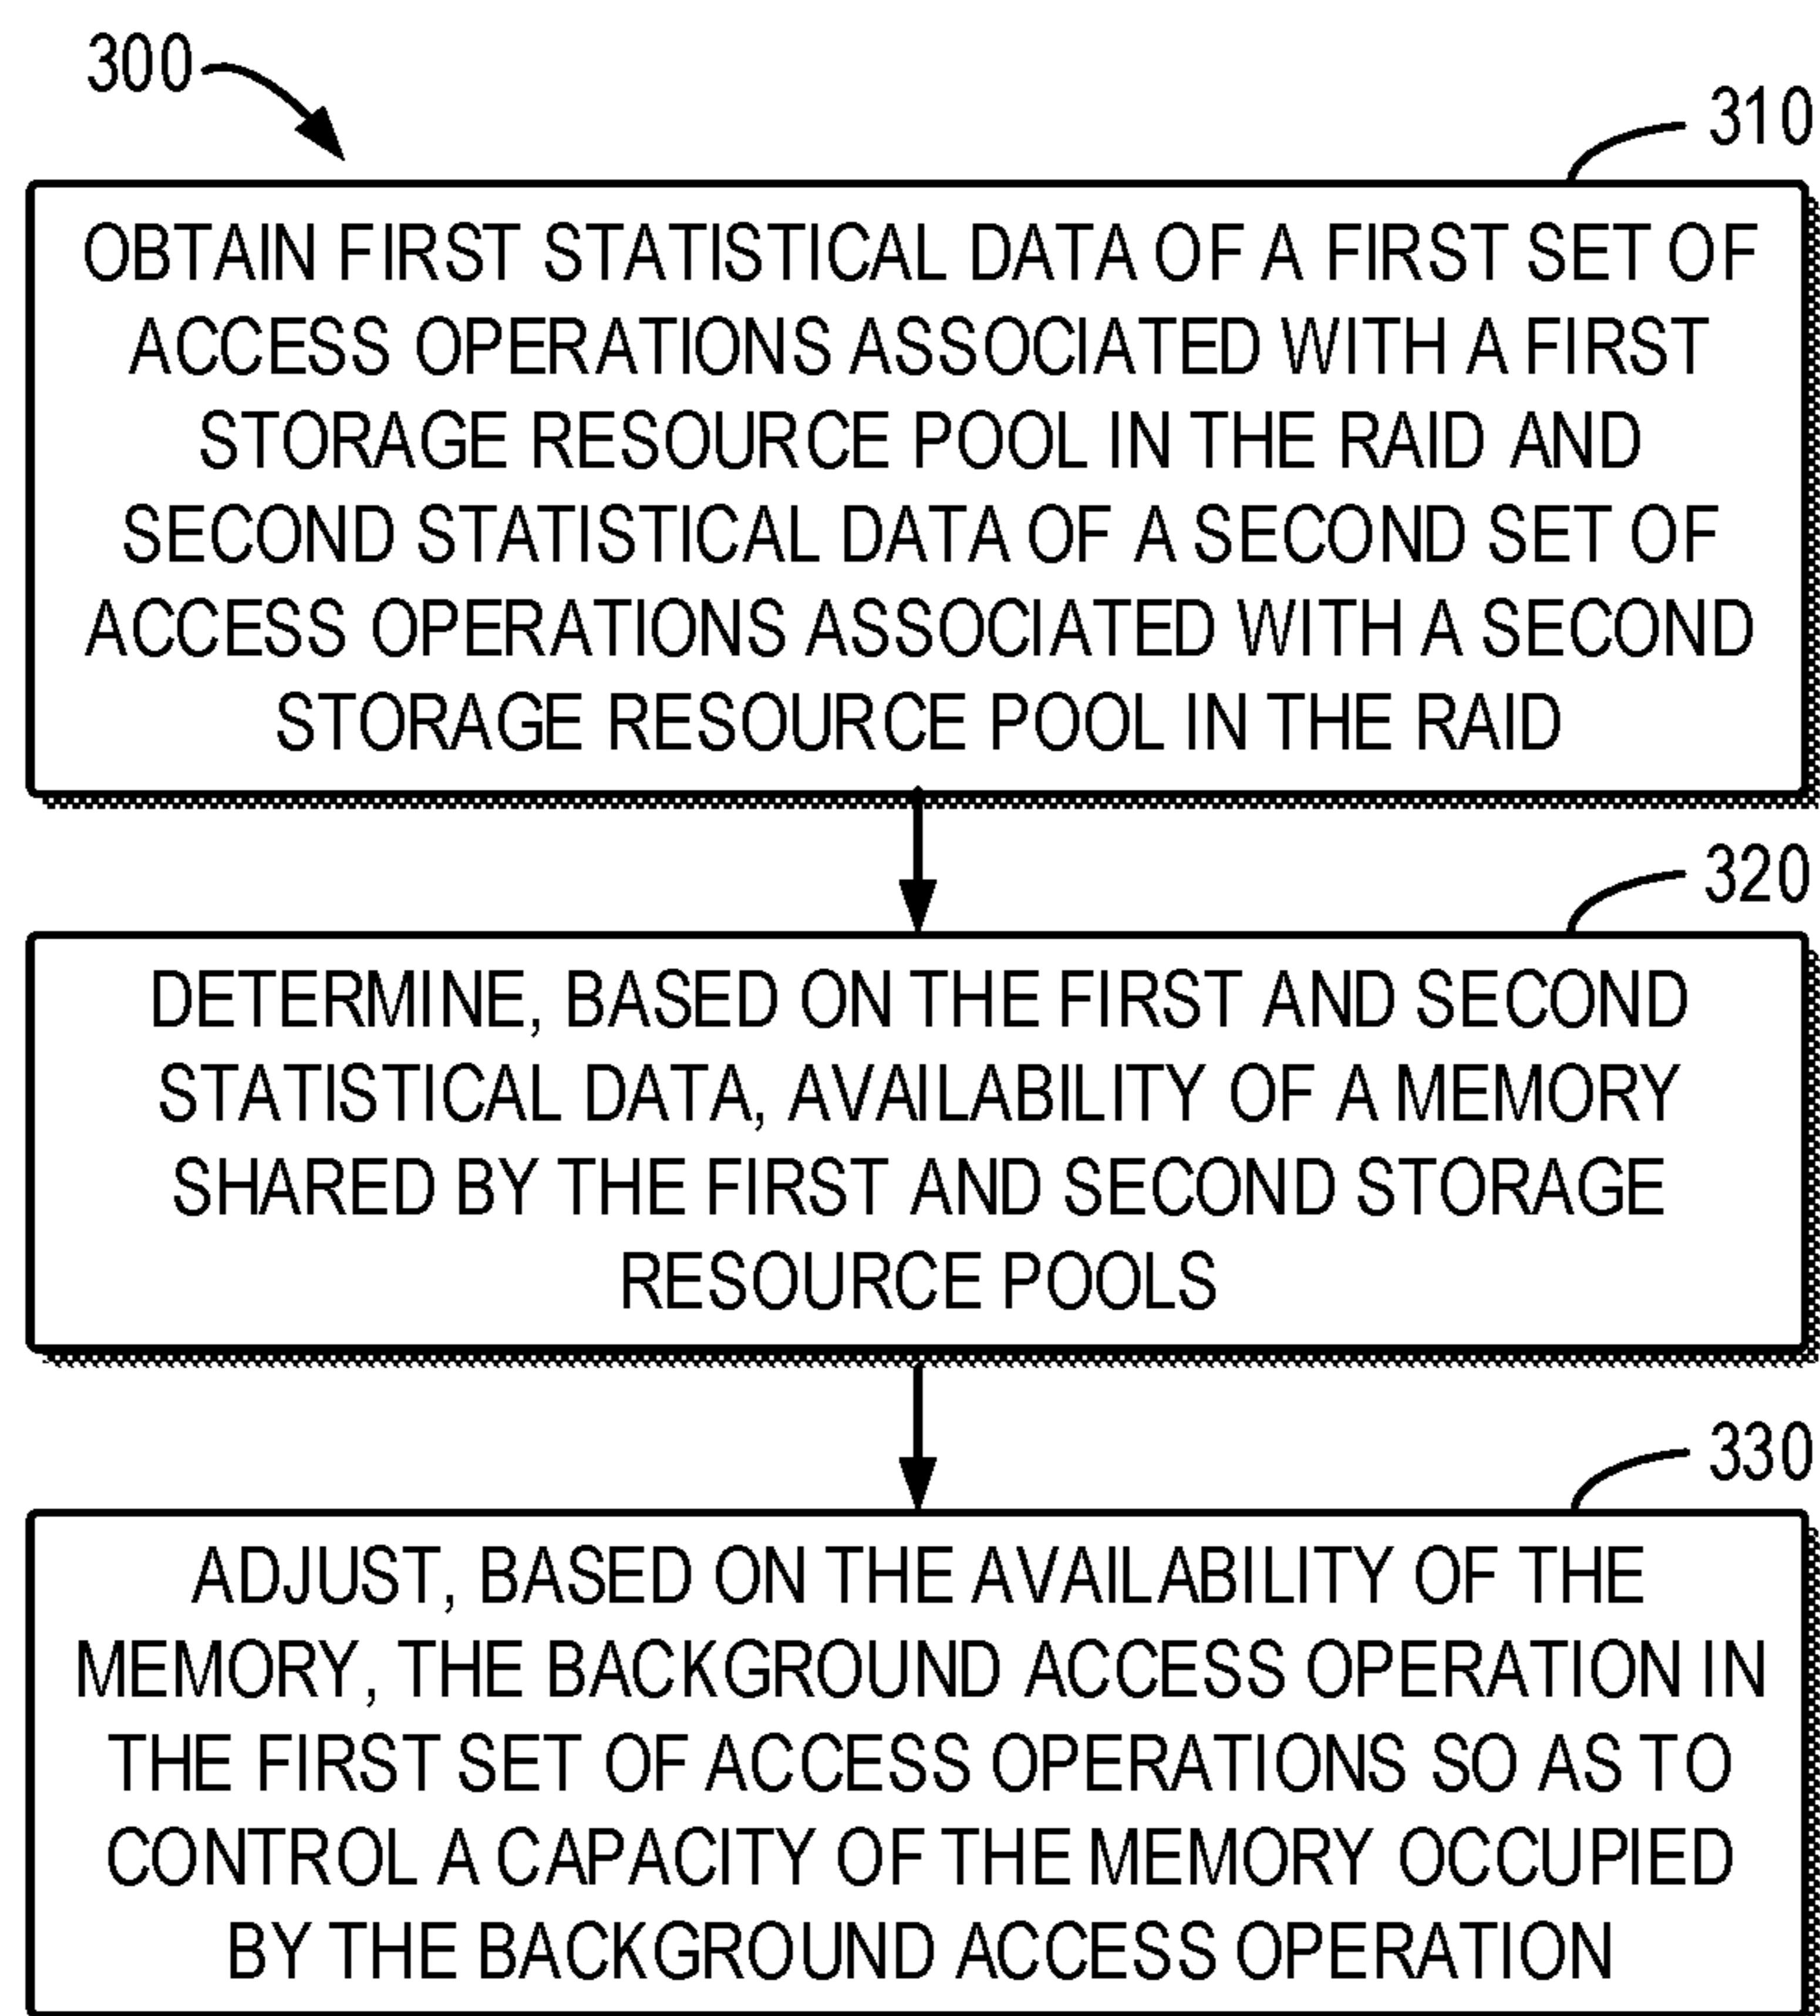 300
310
OBTAIN FIRST STATISTICAL DATA OF A FIRST SET OF
ACCESS OPERATIONS ASSOCIATED WITH A FIRST
STORAGE RESOURCE POOL IN THE RAID AND
SECOND STATISTICAL DATA OF A SECOND SET OF
ACCESS OPERATIONS ASSOCIATED WITH A SECOND
STORAGE RESOURCE POOL IN THE RAID
320
DETERMINE, BASED ON THE FIRST AND SECOND
STATISTICAL DATA, AVAILABILITY OF A MEMORY
SHARED BY THE FIRST AND SECOND STORAGE
RESOURCE POOLS
330
ADJUST, BASED ON THE AVAILABILITY OF THE
MEMORY, THE BACKGROUND ACCESS OPERATION IN
THE FIRST SET OF ACCESS OPERATIONS SO AS TO
CONTROL A CAPACITY OF THE MEMORY OCCUPIED
BY THE BACKGROUND ACCESS OPERATION